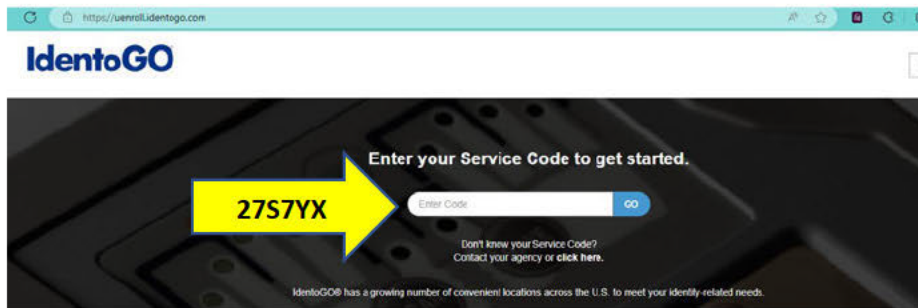 https://uenroll.identogo.com
IdentoGO
Enter your Service Code to get started.
27S7YX
Enter Code
GO
Don't know your Service Code?
Contact your agency or click here.
IdentoGO® has a growing number of convenient locations across the U.S. to meet your identity-related needs.